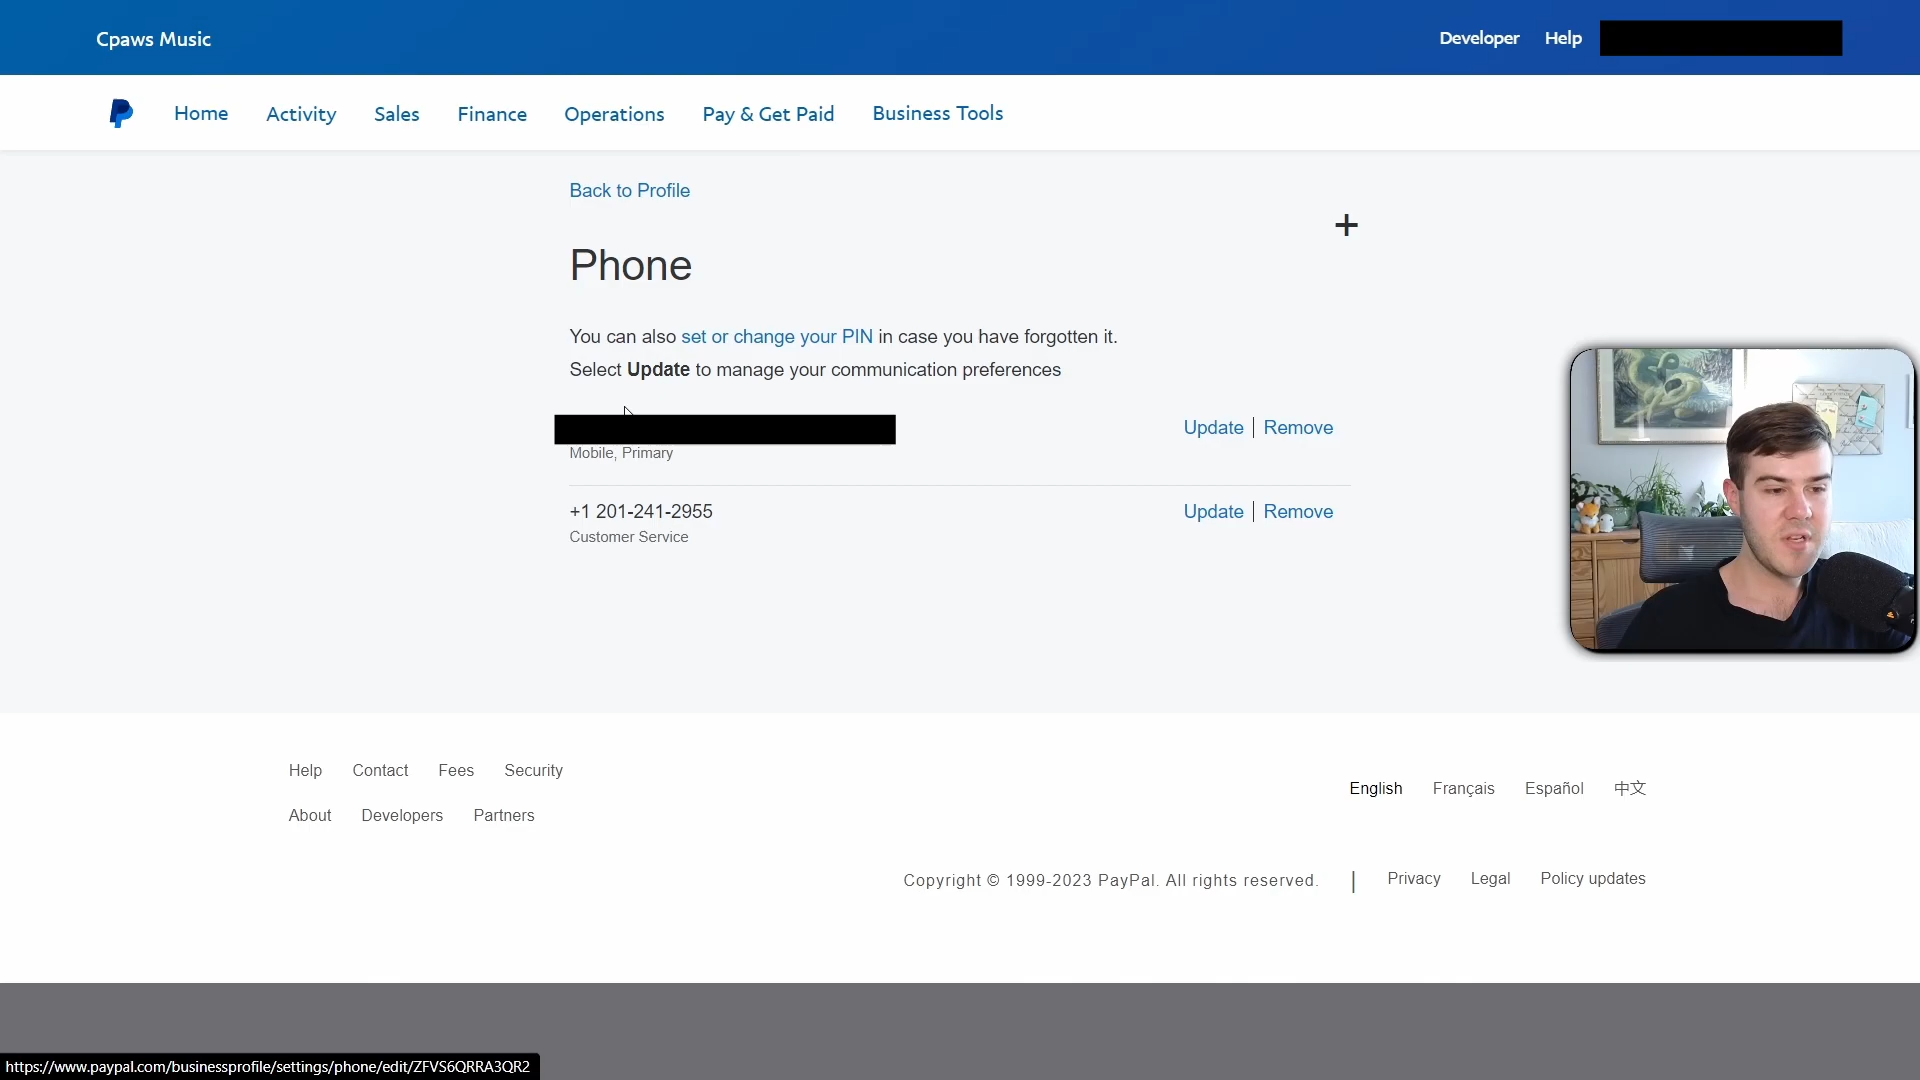 Cpaws Music
Developer Help
Home Activity Sales Finance Operations Pay & Get Paid Business Tools
Back to Profile
+
Phone
You can also set or change your PIN in case you have forgotten it.
Select Update to manage your communication preferences
Update | Remove
Mobile, Primary
+1 201-241-2955 Update | Remove
Customer Service
Help Contact Fees Security
English Français Español 中文
About Developers Partners
Copyright © 1999-2023 PayPal. All rights reserved. | Privacy Legal Policy updates
https://www.paypal.com/businessprofile/settings/phone/edit/ZFVS6QRRA3QR2